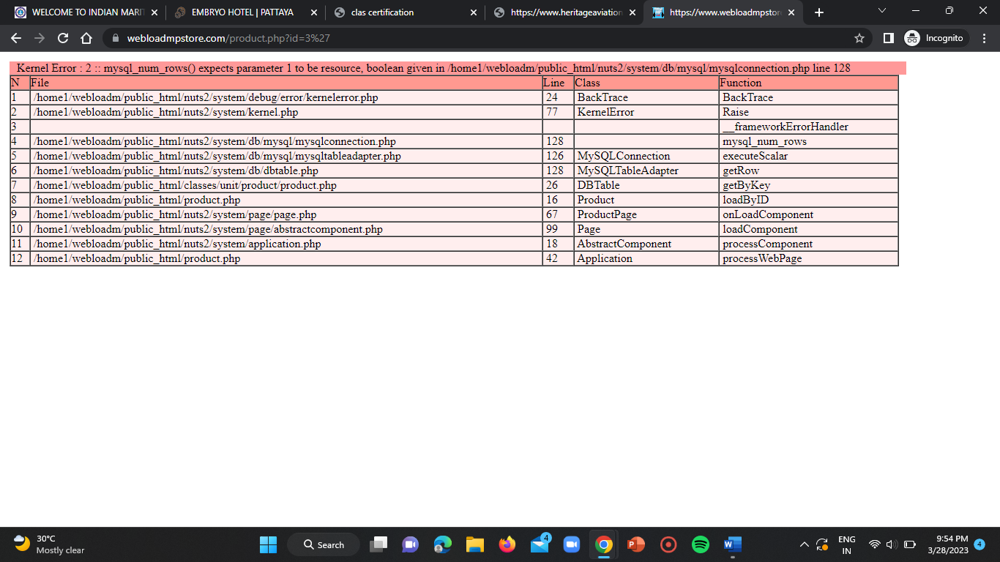 WELCOME TO INDIAN MARIT
EMBRYO HOTEL | PATTAYA
clas certification
https://www.heritageaviation
https://www.webloadmpstor
webloadmpstore.com/product.php?id=3%27
Incognito
Kernel Error : 2 :: mysql_num_rows() expects parameter 1 to be resource, boolean given in /home1/webloadm/public_html/nuts2/system/db/mysql/mysqlconnection.php line 128
N File Line Class Function
1 /home1/webloadm/public_html/nuts2/system/debug/error/kernelerror.php 24 BackTrace BackTrace
2 /home1/webloadm/public_html/nuts2/system/kernel.php 77 KernelError Raise
3 __frameworkErrorHandler
4 /home1/webloadm/public_html/nuts2/system/db/mysql/mysqlconnection.php 128 mysql_num_rows
5 /home1/webloadm/public_html/nuts2/system/db/mysql/mysqltableadapter.php 126 MySQLConnection executeScalar
6 /home1/webloadm/public_html/nuts2/system/db/dbtable.php 128 MySQLTableAdapter getRow
7 /home1/webloadm/public_html/classes/unit/product/product.php 26 DBTable getByKey
8 /home1/webloadm/public_html/product.php 16 Product loadByID
9 /home1/webloadm/public_html/nuts2/system/page/page.php 67 ProductPage onLoadComponent
10 /home1/webloadm/public_html/nuts2/system/page/abstractcomponent.php 99 Page loadComponent
11 /home1/webloadm/public_html/nuts2/system/application.php 18 AbstractComponent processComponent
12 /home1/webloadm/public_html/product.php 42 Application processWebPage
30°C
Mostly clear
Search
4
ENG
IN
9:54 PM
3/28/2023
4